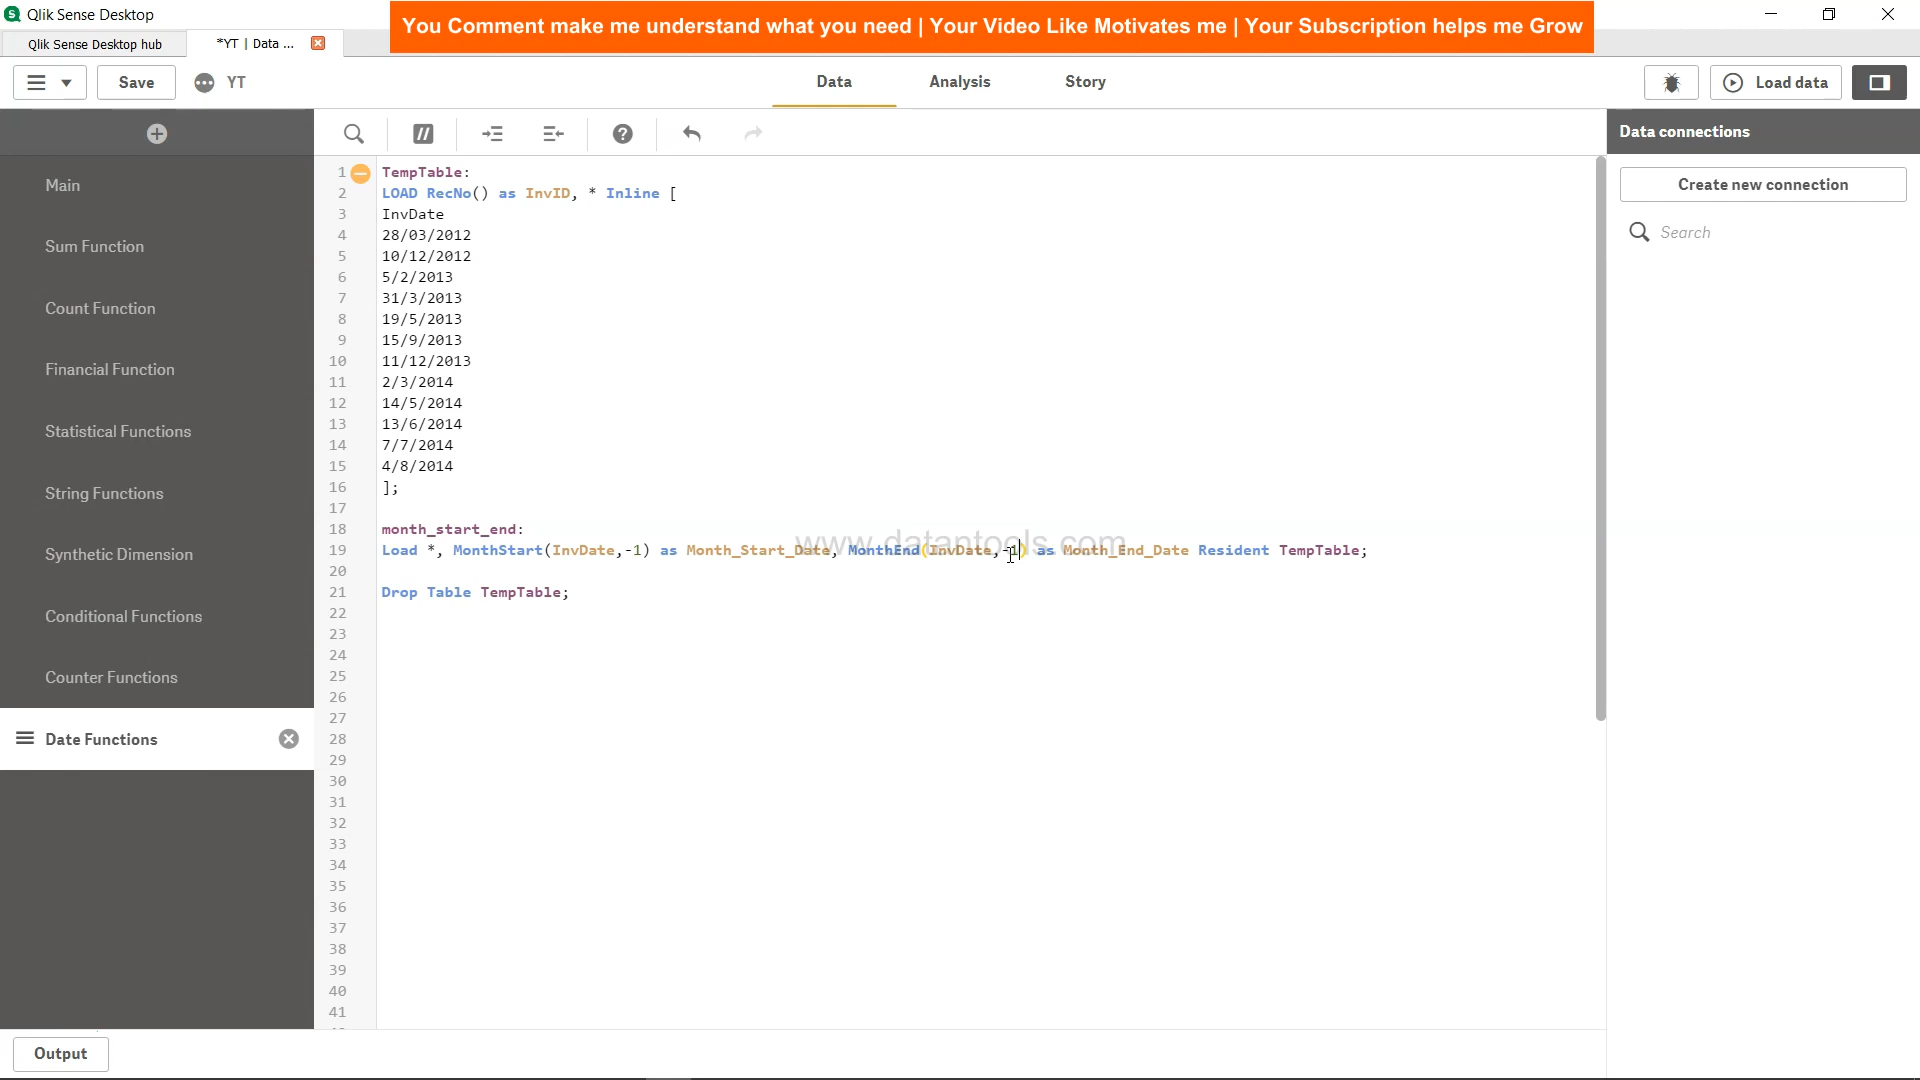 Qlik Sense Desktop
You Comment make me understand what you need | Your Video Like Motivates me | Your Subscription helps me Grow
Qlik Sense Desktop hub
*YT | Data ...
Save
YT
Data
Analysis
Story
Load data
Main
Sum Function
Count Function
Financial Function
Statistical Functions
String Functions
Synthetic Dimension
Conditional Functions
Counter Functions
Date Functions
1 TempTable:
2 LOAD RecNo() as InvID, * Inline [
3 InvDate
4 28/03/2012
5 10/12/2012
6 5/2/2013
7 31/3/2013
8 19/5/2013
9 15/9/2013
10 11/12/2013
11 2/3/2014
12 14/5/2014
13 13/6/2014
14 7/7/2014
15 4/8/2014
16 ];
17
18 month_start_end:
19 Load *, MonthStart(InvDate,-1) as Month_Start_Date, MonthEnd(InvDate,-1) as Month_End_Date Resident TempTable;
20
21 Drop Table TempTable;
22
23
24
25
26
27
28
29
30
31
32
33
34
35
36
37
38
39
40
41
www.datantools.com
Data connections
Create new connection
Search
Output